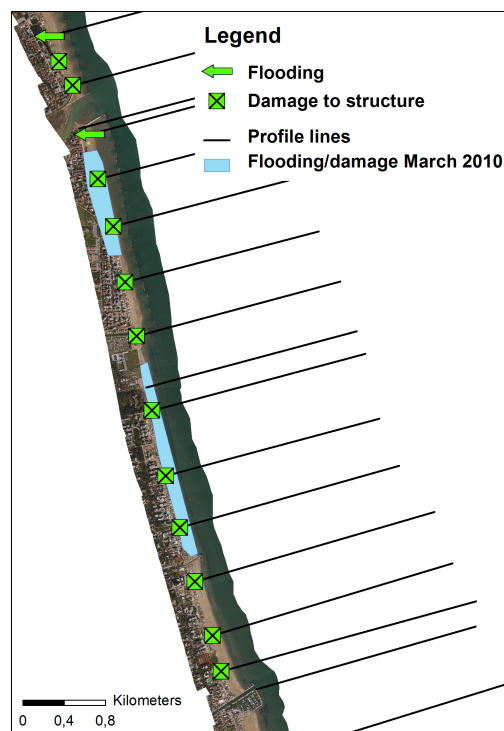 Legend
Flooding
Damage to structure
Profile lines
Flooding/damage March 2010
Kilometers
0 0,4 0,8